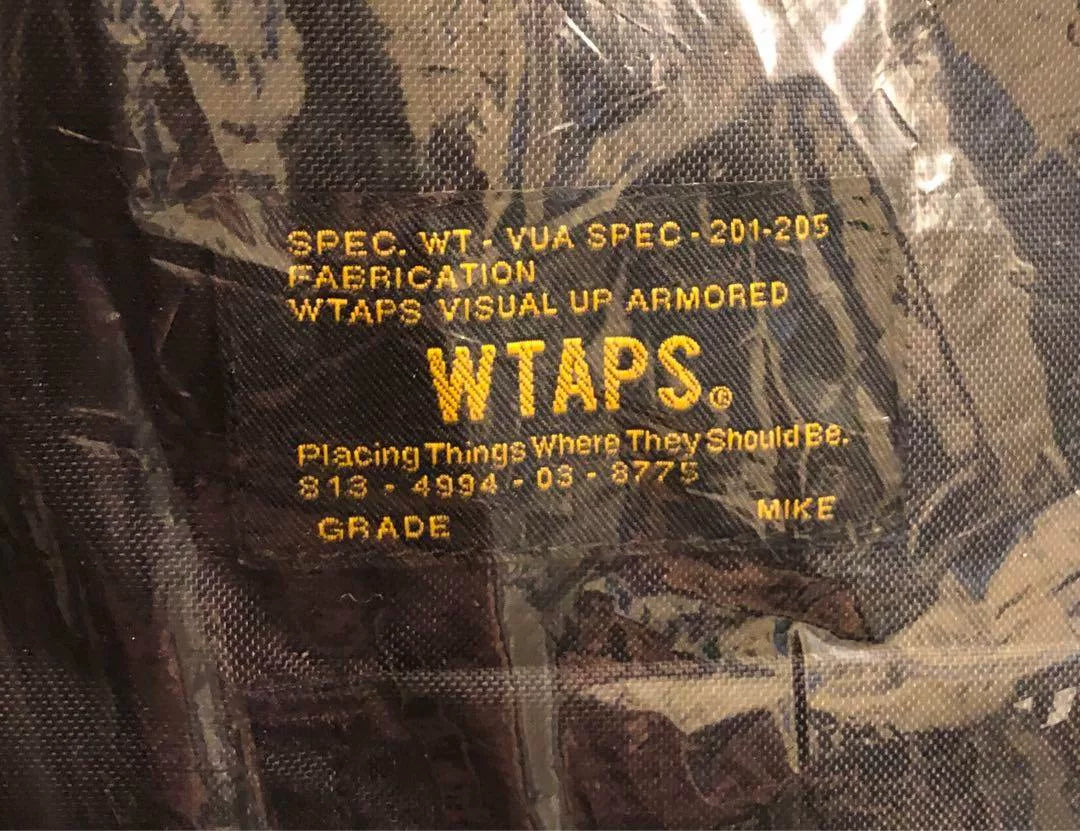 SPEC. WT - VUA SPEC - 201-205
FABRICATION
WTAPS VISUAL UP ARMORED
WTAPS®
Placing Things Where They Should Be.
813 - 4994 - 03 - 8775
GRADE MIKE